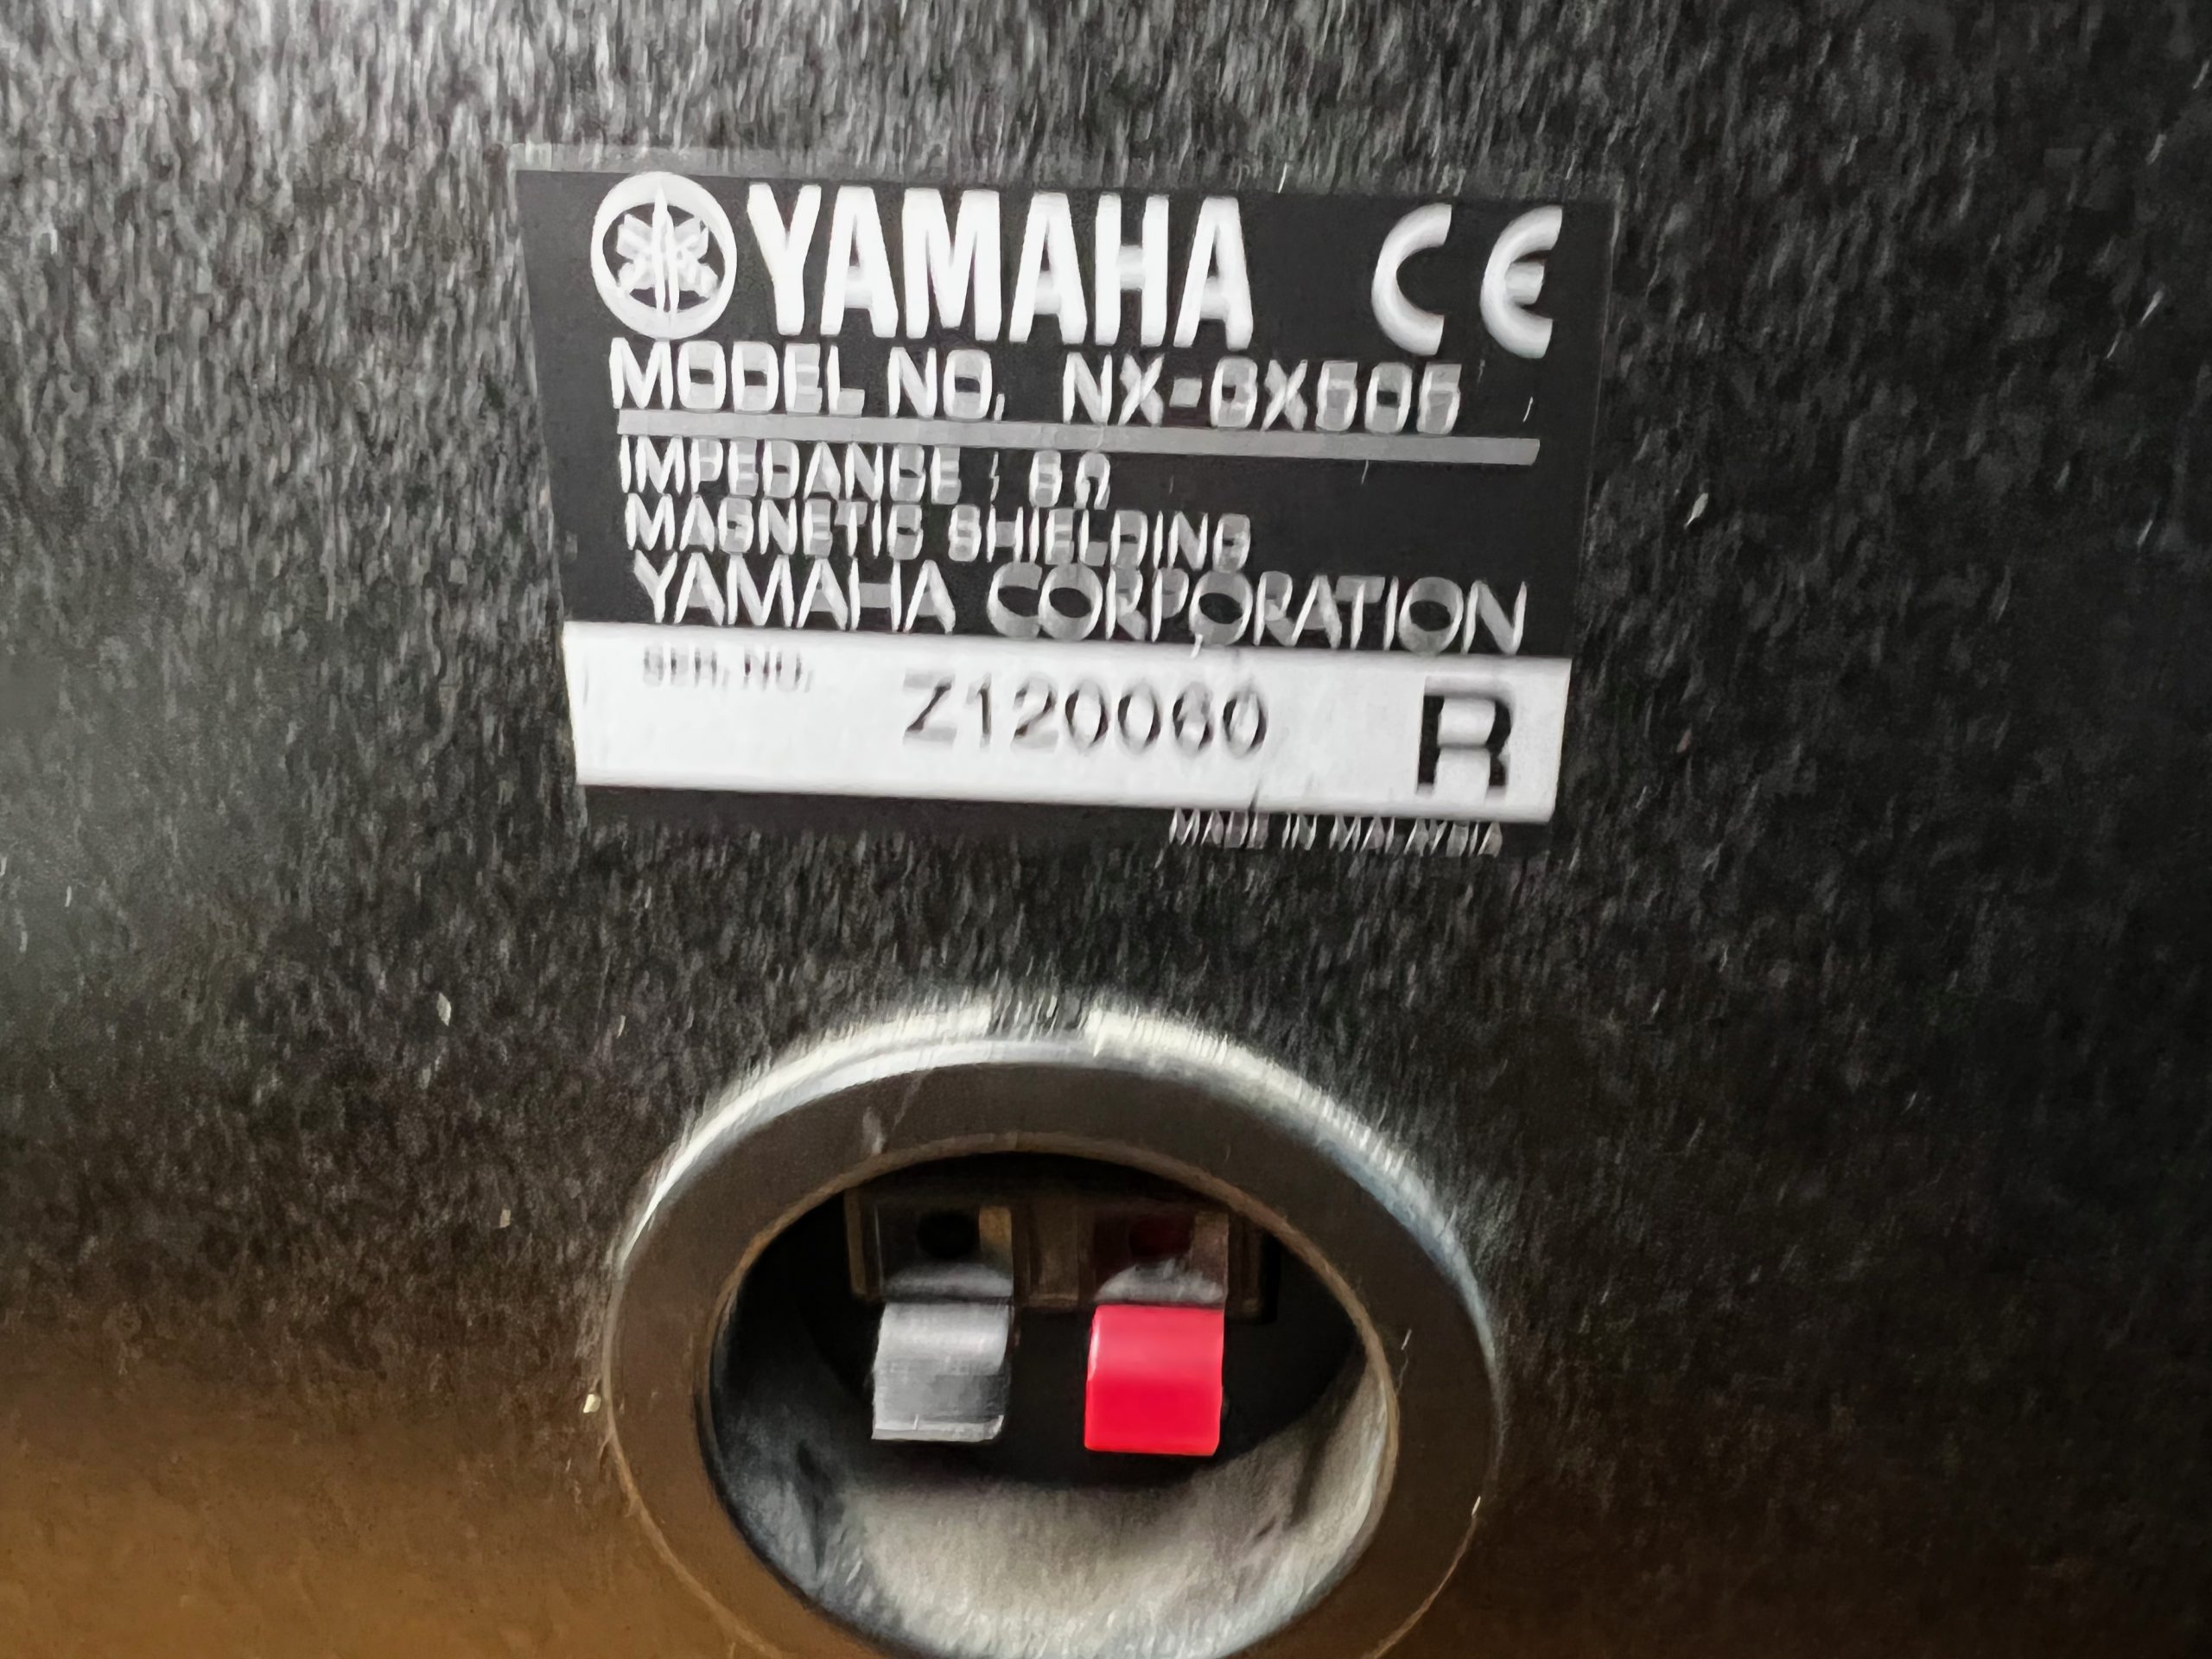 YAMAHA CE
MODEL NO. NX-GX505
IMPEDANCE : 6Ω
MAGNETIC SHIELDING
YAMAHA CORPORATION
SER. NO. Z120060 R
MADE IN MALAYSIA